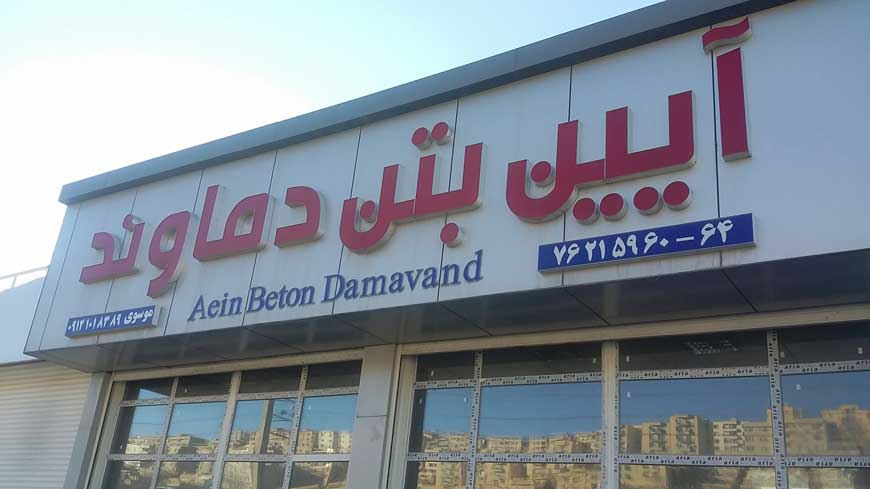 آیین بتن دماوند
۷۶۲۱۵۹۶۰-۶۴
Aein Beton Damavand
موسوی ۰۹۱۲۱۰۱۸۳۸۹